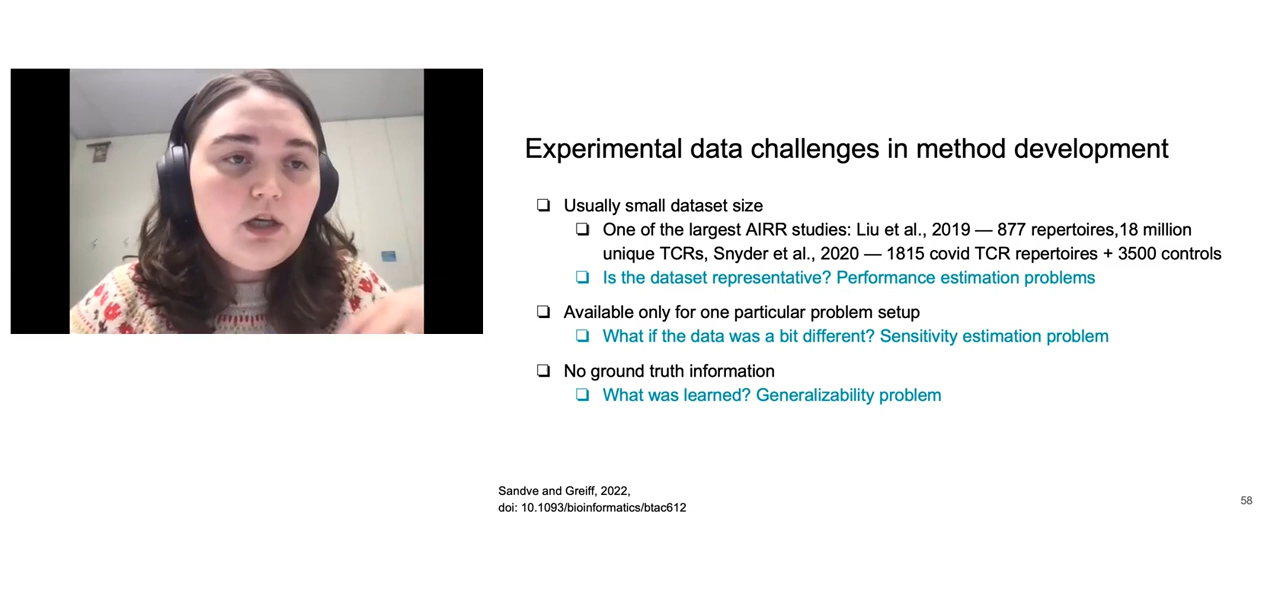 Experimental data challenges in method development
Usually small dataset size
One of the largest AIRR studies: Liu et al., 2019 — 877 repertoires,18 million
unique TCRs, Snyder et al., 2020 — 1815 covid TCR repertoires + 3500 controls
Is the dataset representative? Performance estimation problems
Available only for one particular problem setup
What if the data was a bit different? Sensitivity estimation problem
No ground truth information
What was learned? Generalizability problem
Sandve and Greiff, 2022,
doi: 10.1093/bioinformatics/btac612
58